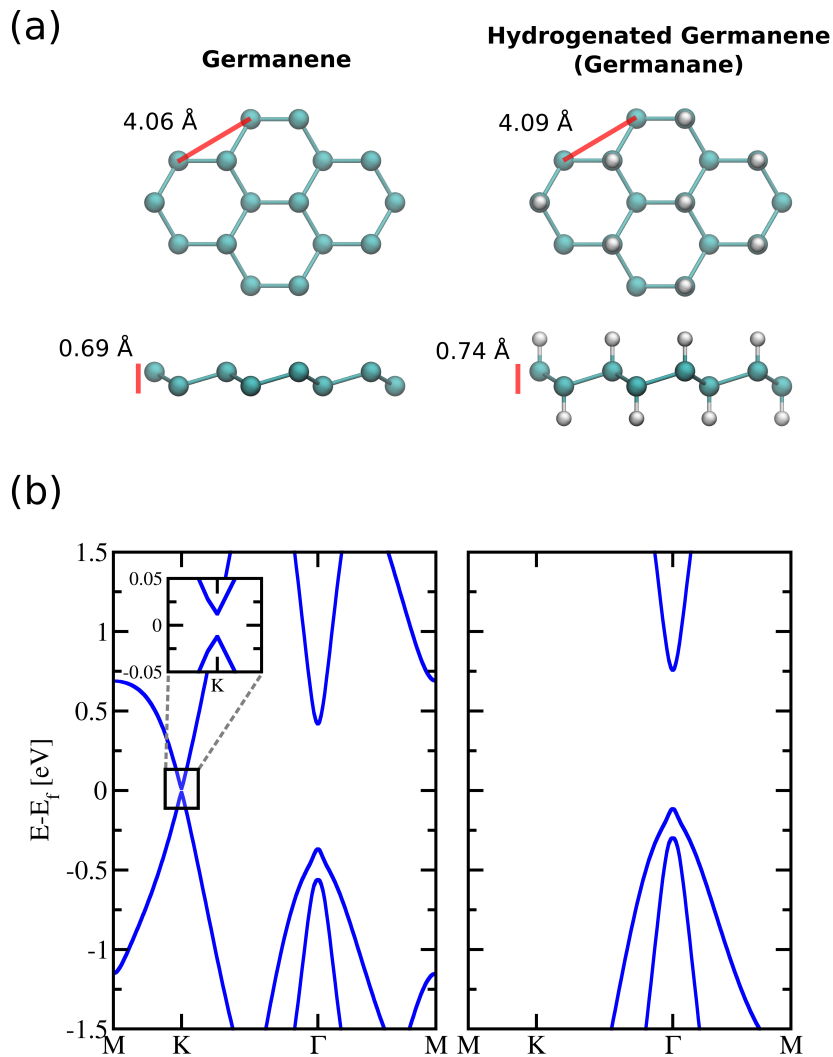 (a)
Germanene
Hydrogenated Germanene
(Germanane)
4.06 Å
4.09 Å
0.69 Å
0.74 Å
(b)
E-E_f [eV]
1.5
1
0.5
0
-0.5
-1
-1.5
0.05
0
-0.05
K
M K Γ M
M K Γ M